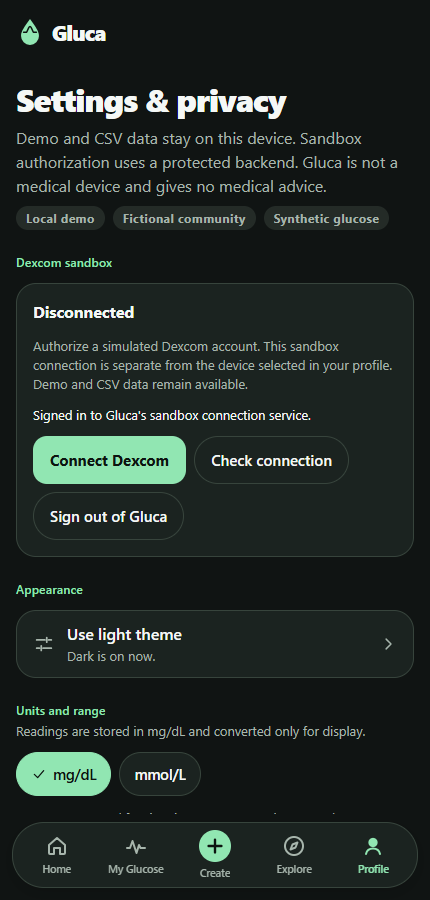 Gluca
Settings & privacy
Demo and CSV data stay on this device. Sandbox
authorization uses a protected backend. Gluca is not a
medical device and gives no medical advice.
Local demo
Fictional community
Synthetic glucose
Dexcom sandbox
Disconnected
Authorize a simulated Dexcom account. This sandbox
connection is separate from the device selected in your profile.
Demo and CSV data remain available.
Signed in to Gluca's sandbox connection service.
Connect Dexcom
Check connection
Sign out of Gluca
Appearance
Use light theme
Dark is on now.
Units and range
Readings are stored in mg/dL and converted only for display.
mg/dL
mmol/L
Home
My Glucose
Create
Explore
Profile